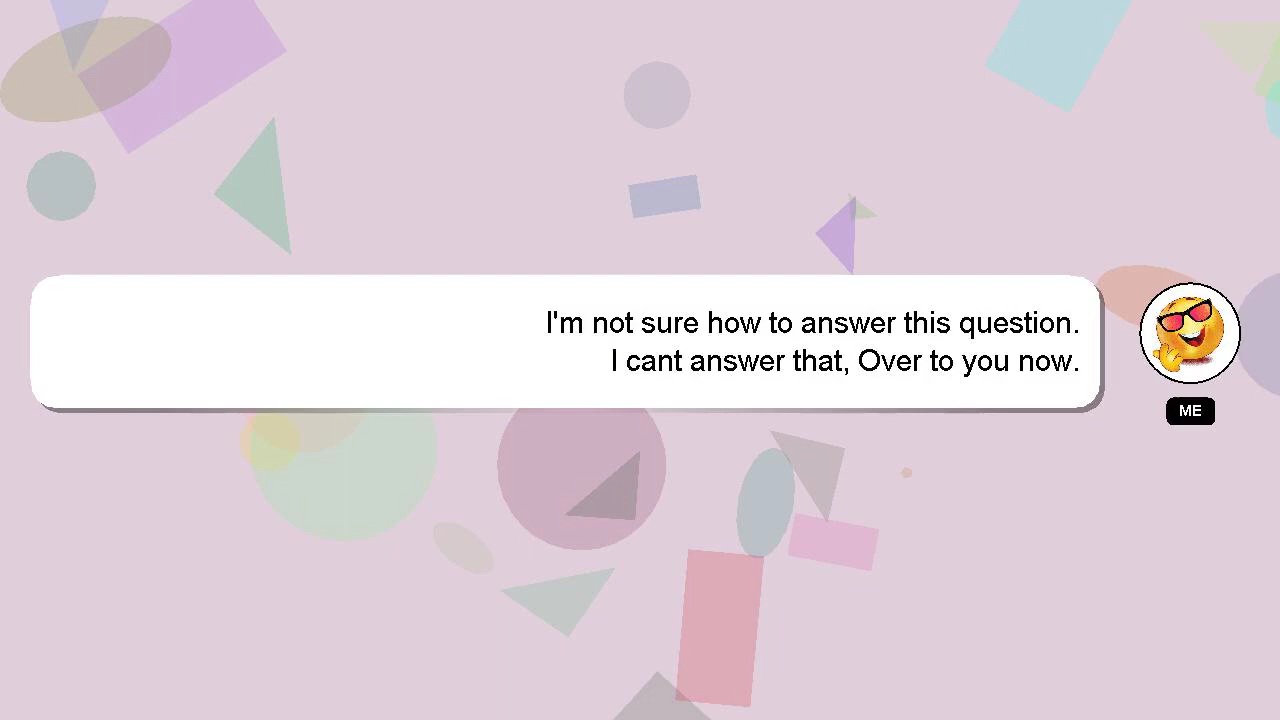 I'm not sure how to answer this question.
I cant answer that, Over to you now.
ME